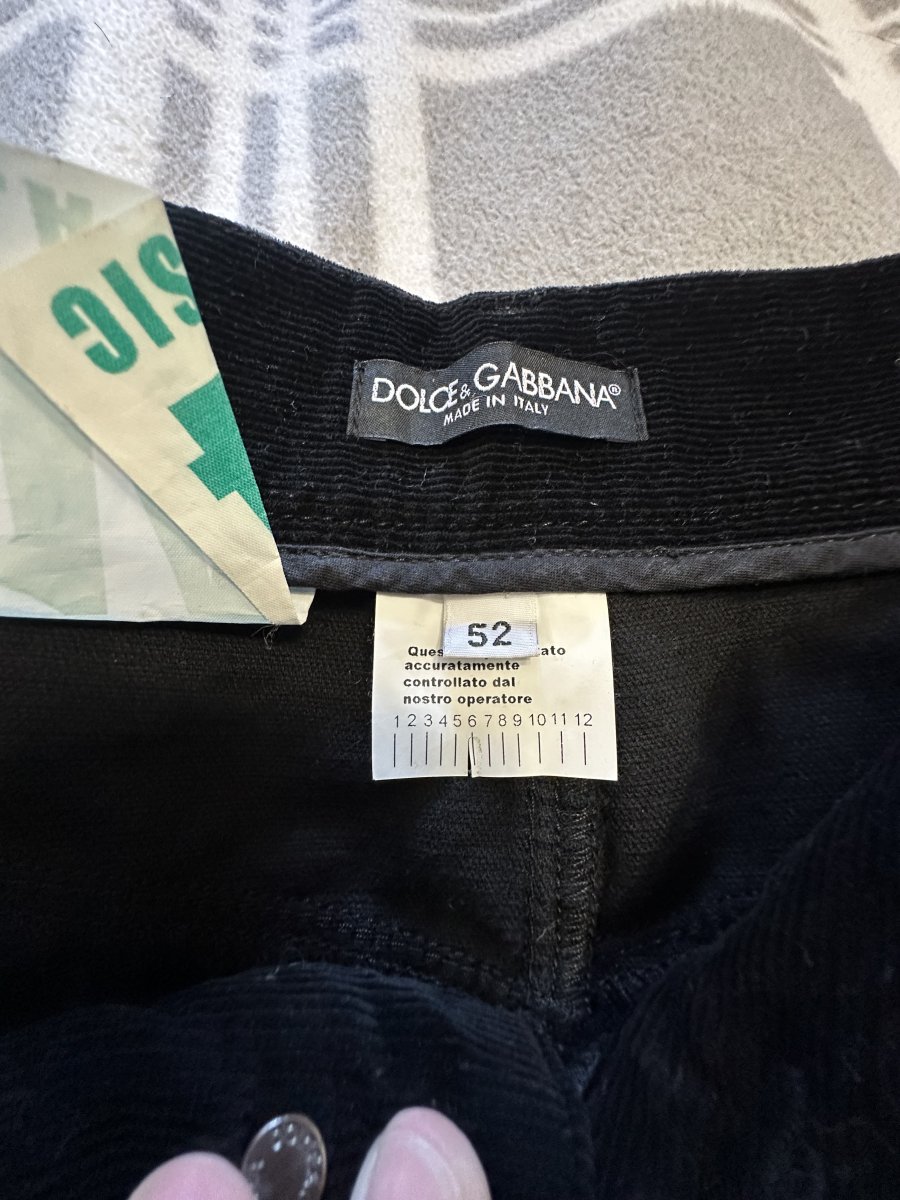 SIC
DOLCE & GABBANA®
MADE IN ITALY
52
accuratamente
controllato dal
nostro operatore
1 2 3 4 5 6 7 8 9 10 11 12